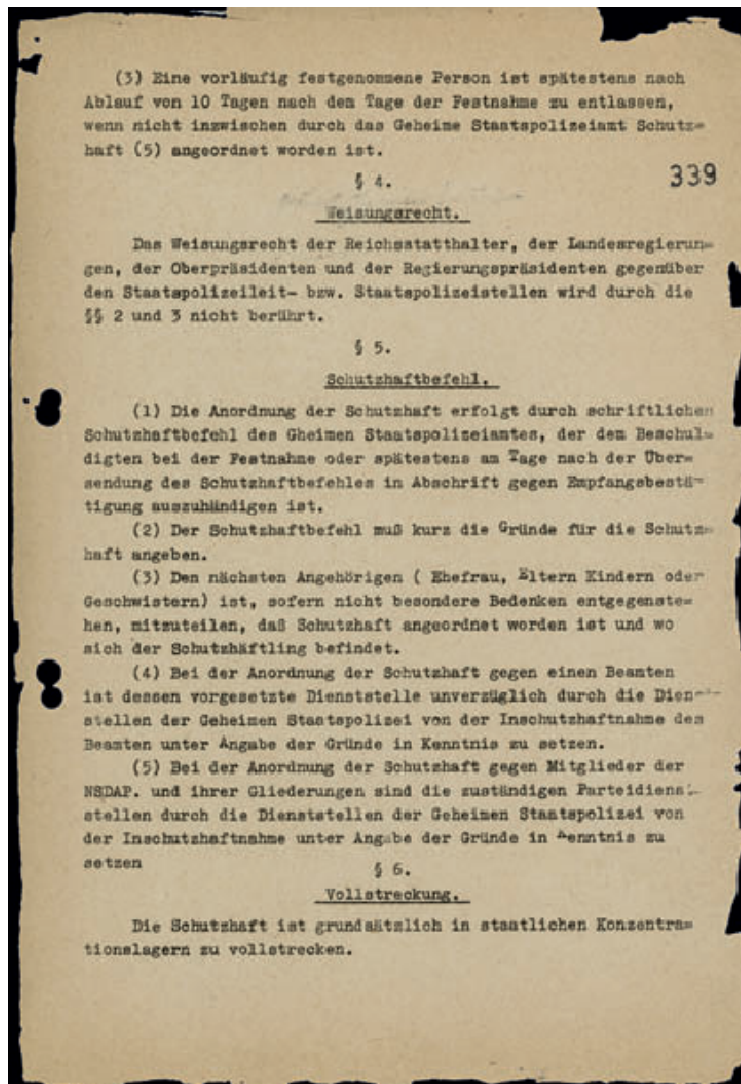 (3) Eine vorläufig festgenommene Person ist spätestens nach
Ablauf von 10 Tagen nach dem Tage der Festnahme zu entlassen,
wenn nicht inzwischen durch das Geheime Staatspolizeiamt Schutz=
haft (5) angeordnet worden ist.
§ 4.
339
Weisungsrecht.
Das Weisungsrecht der Reichsstatthalter, der Landesregierun=
gen, der Oberpräsidenten und der Regierungspräsidenten gegenüber
den Staatspolizeileit- bzw. Staatspolizeistellen wird durch die
§§ 2 und 3 nicht berührt.
§ 5.
Schutzhaftbefehl.
(1) Die Anordnung der Schutzhaft erfolgt durch schriftlichen
Schutzhaftbefehl des Gheimen Staatspolizeiamtes, der dem Beschul=
digten bei der Festnahme oder spätestens am Tage nach der Über=
sendung des Schutzhaftbefehles in Abschrift gegen Empfangsbestä=
tigung auszuhändigen ist.
(2) Der Schutzhaftbefehl muß kurz die Gründe für die Schutz=
haft angeben.
(3) Den nächsten Angehörigen ( Ehefrau, Eltern Kindern oder
Geschwistern) ist, sofern nicht besondere Bedenken entgegenste=
hen, mitzuteilen, daß Schutzhaft angeordnet worden ist und wo
sich der Schutzhäftling befindet.
(4) Bei der Anordnung der Schutzhaft gegen einen Beamten
ist dessen vorgesetzte Dienststelle unverzüglich durch die Dienst=
stellen der Geheimen Staatspolizei von der Inschutzhaftnahme des
Beamten unter Angabe der Gründe in Kenntnis zu setzen.
(5) Bei der Anordnung der Schutzhaft gegen Mitglieder der
NSDAP. und ihrer Gliederungen sind die zuständigen Parteidienst=
stellen durch die Dienststellen der Geheimen Staatspolizei von
der Inschutzhaftnahme unter Angabe der Gründe in Kenntnis zu
setzen
§ 6.
Vollstreckung.
Die Schutzhaft ist grundsätzlich in staatlichen Konzentra=
tionslagern zu vollstrecken.